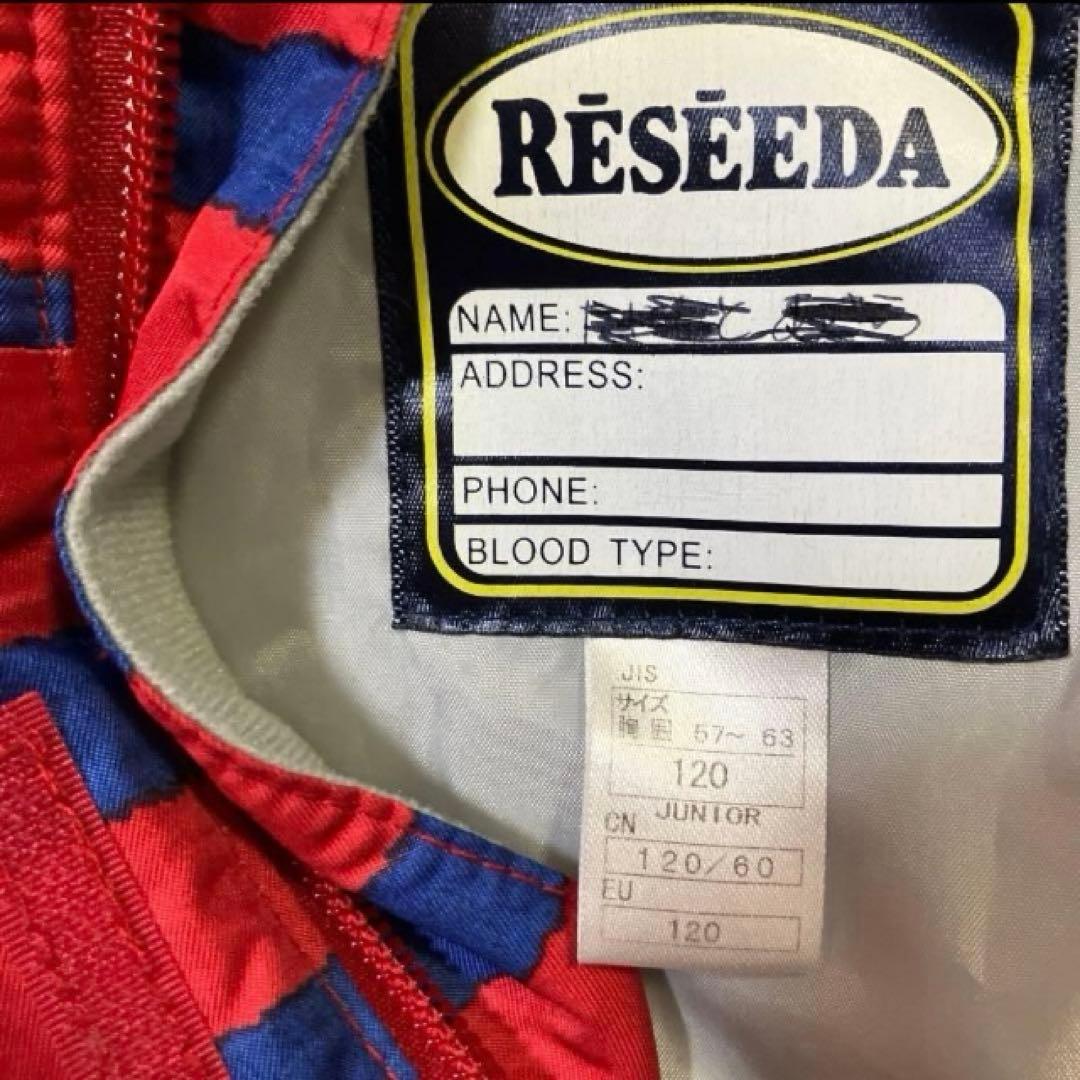 RĒSĒEDA
NAME:
ADDRESS:
PHONE:
BLOOD TYPE:
JIS
サイズ
胸囲 57～ 63
120
JUNIOR
CN
120/60
EU
120